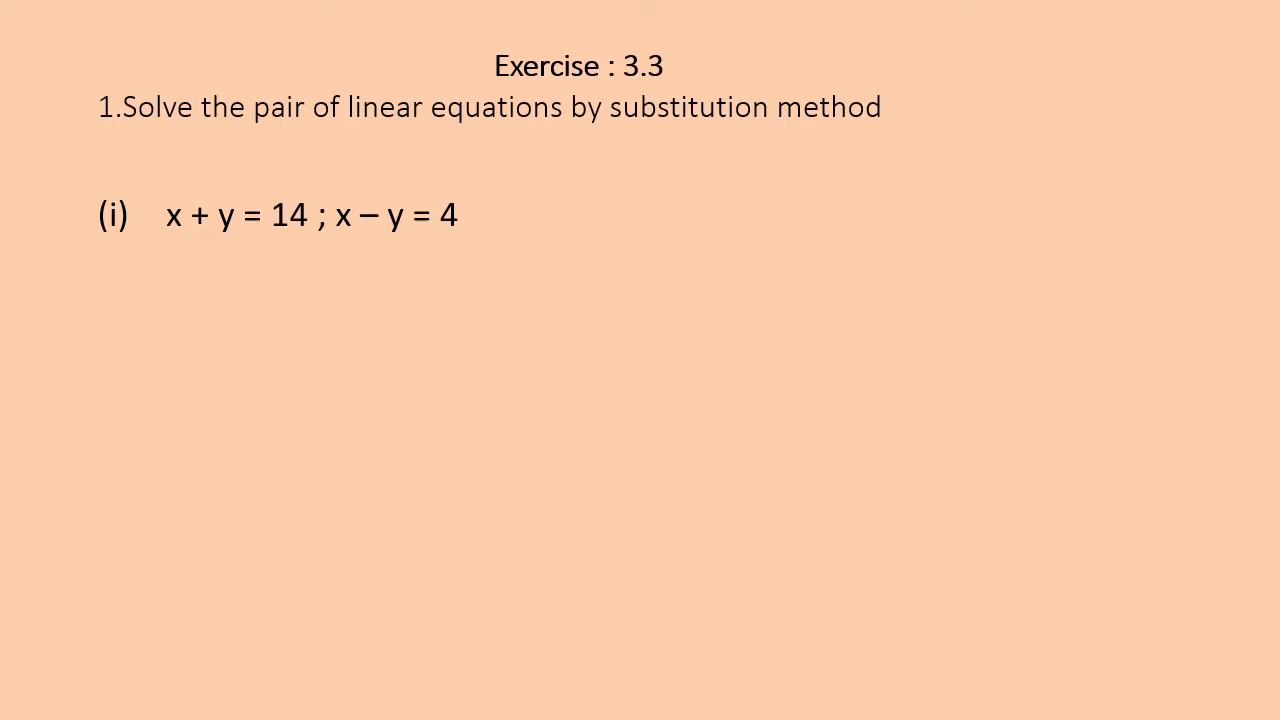 Exercise : 3.3
1.Solve the pair of linear equations by substitution method
(i) x + y = 14 ; x – y = 4